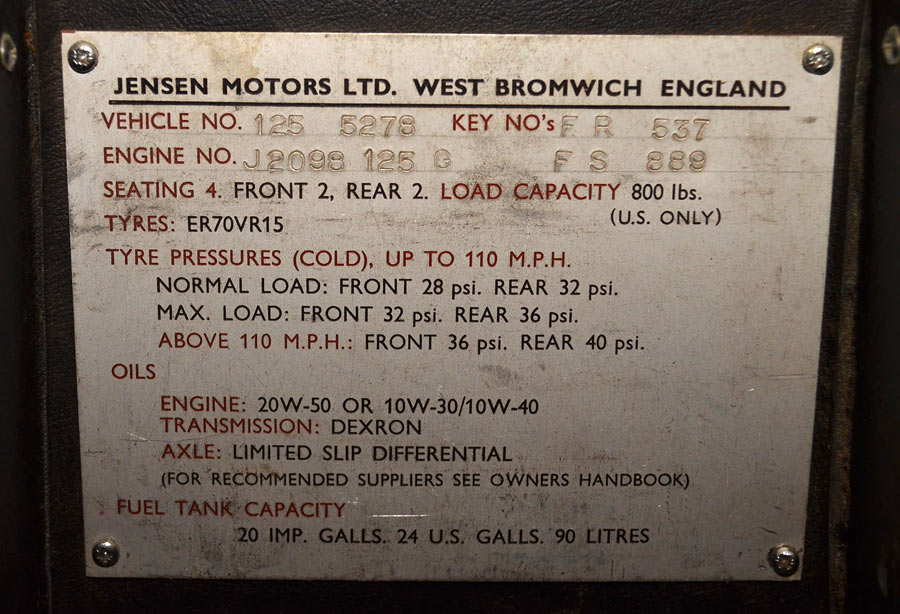 JENSEN MOTORS LTD. WEST BROMWICH ENGLAND
VEHICLE NO. 125 5278 KEY NO's F R 537
ENGINE NO. J2098 125 G F S 889
SEATING 4. FRONT 2, REAR 2. LOAD CAPACITY 800 lbs.
(U.S. ONLY)
TYRES: ER70VR15
TYRE PRESSURES (COLD), UP TO 110 M.P.H.
NORMAL LOAD: FRONT 28 psi. REAR 32 psi.
MAX. LOAD: FRONT 32 psi. REAR 36 psi.
ABOVE 110 M.P.H.: FRONT 36 psi. REAR 40 psi.
OILS
ENGINE: 20W-50 OR 10W-30/10W-40
TRANSMISSION: DEXRON
AXLE: LIMITED SLIP DIFFERENTIAL
(FOR RECOMMENDED SUPPLIERS SEE OWNERS HANDBOOK)
FUEL TANK CAPACITY
20 IMP. GALLS. 24 U.S. GALLS. 90 LITRES